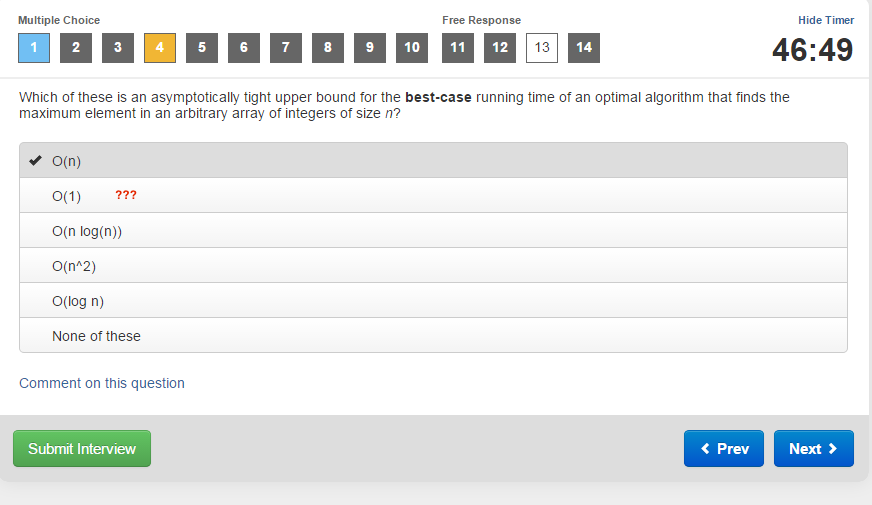 Multiple Choice Free Response Hide Timer
1 2 3 4 5 6 7 8 9 10 11 12 13 14 46:49
Which of these is an asymptotically tight upper bound for the best-case running time of an optimal algorithm that finds the
maximum element in an arbitrary array of integers of size n?
✔ O(n)
O(1) ???
O(n log(n))
O(n^2)
O(log n)
None of these
Comment on this question
Submit Interview Prev Next